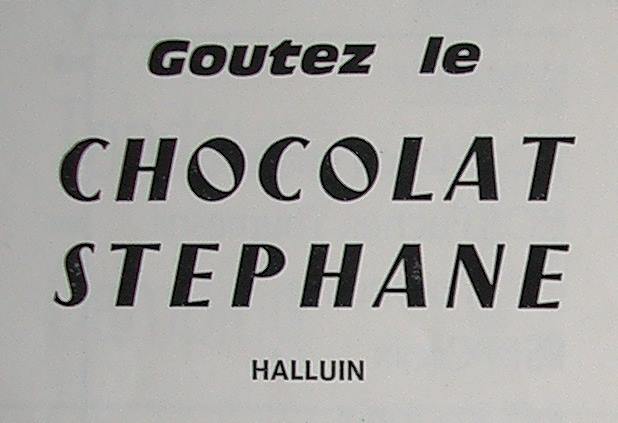 Goutez le
CHOCOLAT
STEPHANE
HALLUIN